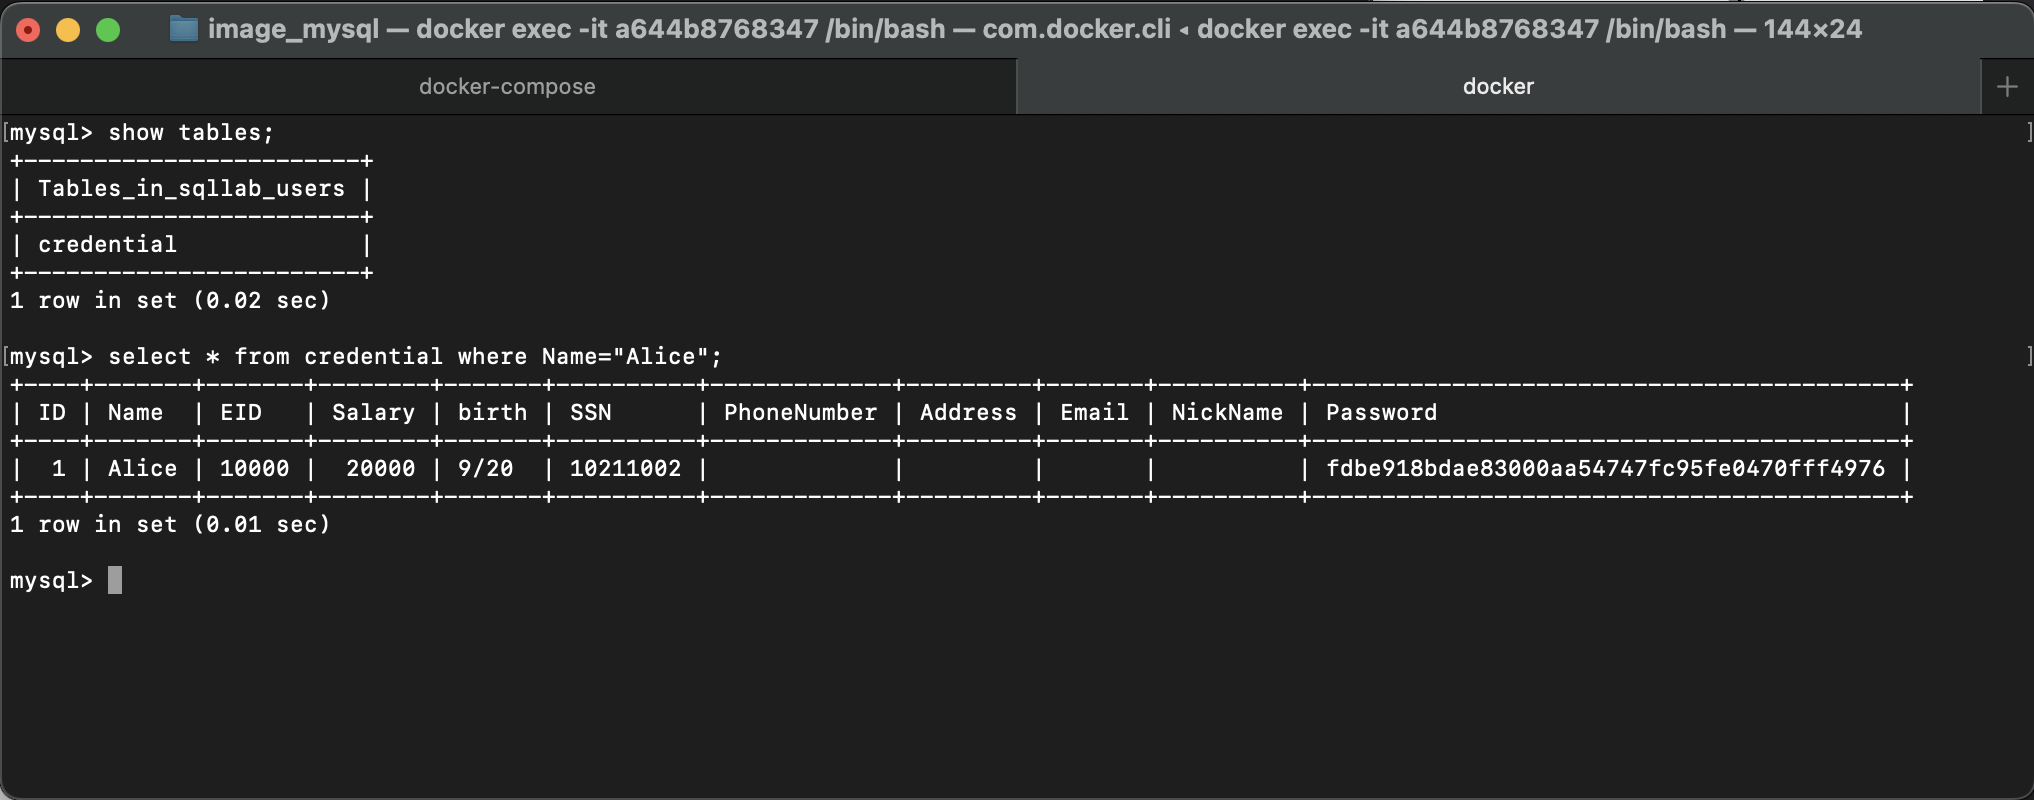 image_mysql — docker exec -it a644b8768347 /bin/bash — com.docker.cli ◂ docker exec -it a644b8768347 /bin/bash — 144×24
docker-compose docker +
[mysql> show tables; ]
+------------------------+
| Tables_in_sqllab_users |
+------------------------+
| credential             |
+------------------------+
1 row in set (0.02 sec)

[mysql> select * from credential where Name="Alice"; ]
+----+-------+-------+--------+-------+----------+-------------+---------+-------+----------+------------------------------------------+
| ID | Name  | EID   | Salary | birth | SSN      | PhoneNumber | Address | Email | NickName | Password                                 |
+----+-------+-------+--------+-------+----------+-------------+---------+-------+----------+------------------------------------------+
|  1 | Alice | 10000 |  20000 | 9/20  | 10211002 |             |         |       |          | fdbe918bdae83000aa54747fc95fe0470fff4976 |
+----+-------+-------+--------+-------+----------+-------------+---------+-------+----------+------------------------------------------+
1 row in set (0.01 sec)

mysql>